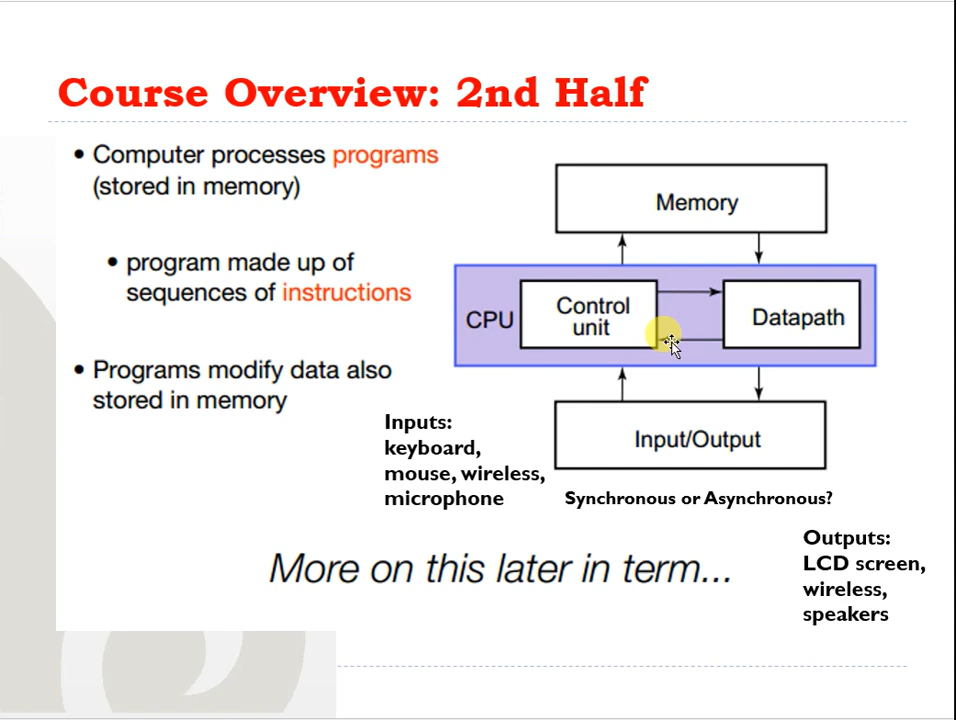 Course Overview: 2nd Half
• Computer processes programs
(stored in memory)
• program made up of
sequences of instructions
• Programs modify data also
stored in memory
Memory
CPU
Control
unit
Datapath
Input/Output
Inputs:
keyboard,
mouse, wireless,
microphone
Synchronous or Asynchronous?
Outputs:
LCD screen,
wireless,
speakers
More on this later in term...